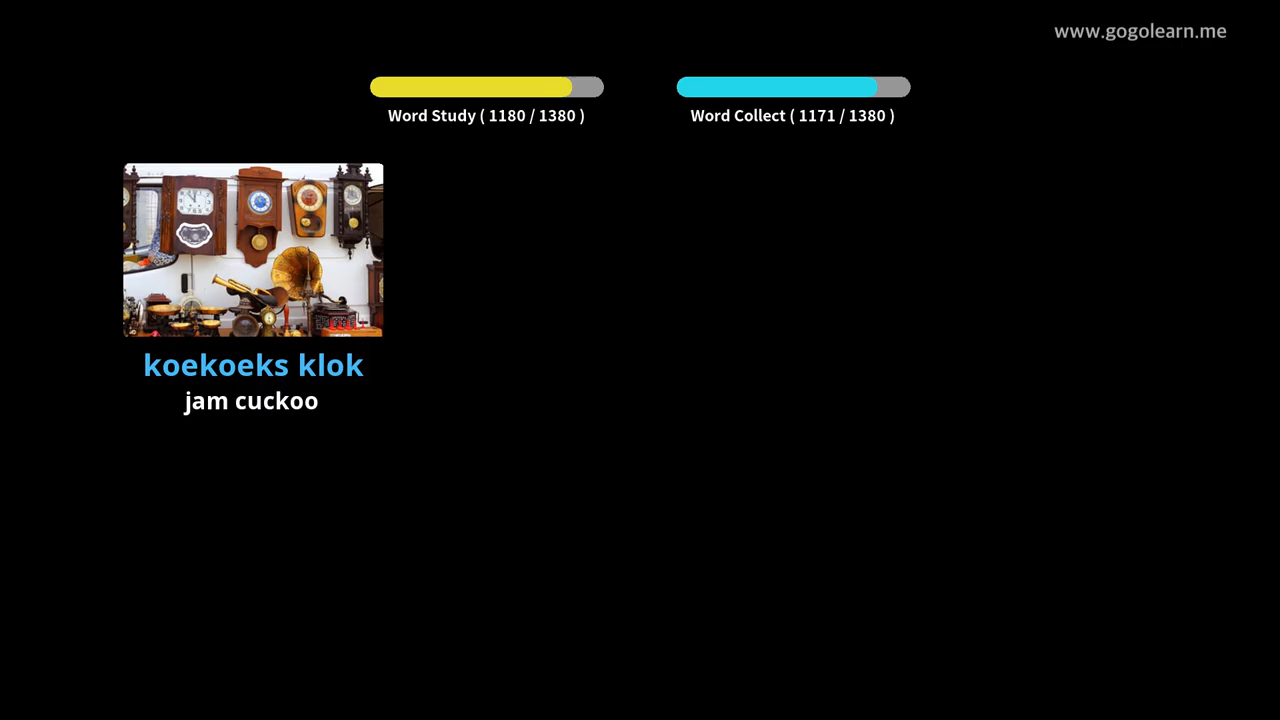 www.gogolearn.me
Word Study ( 1180 / 1380 )
Word Collect ( 1171 / 1380 )
koekoeks klok
jam cuckoo